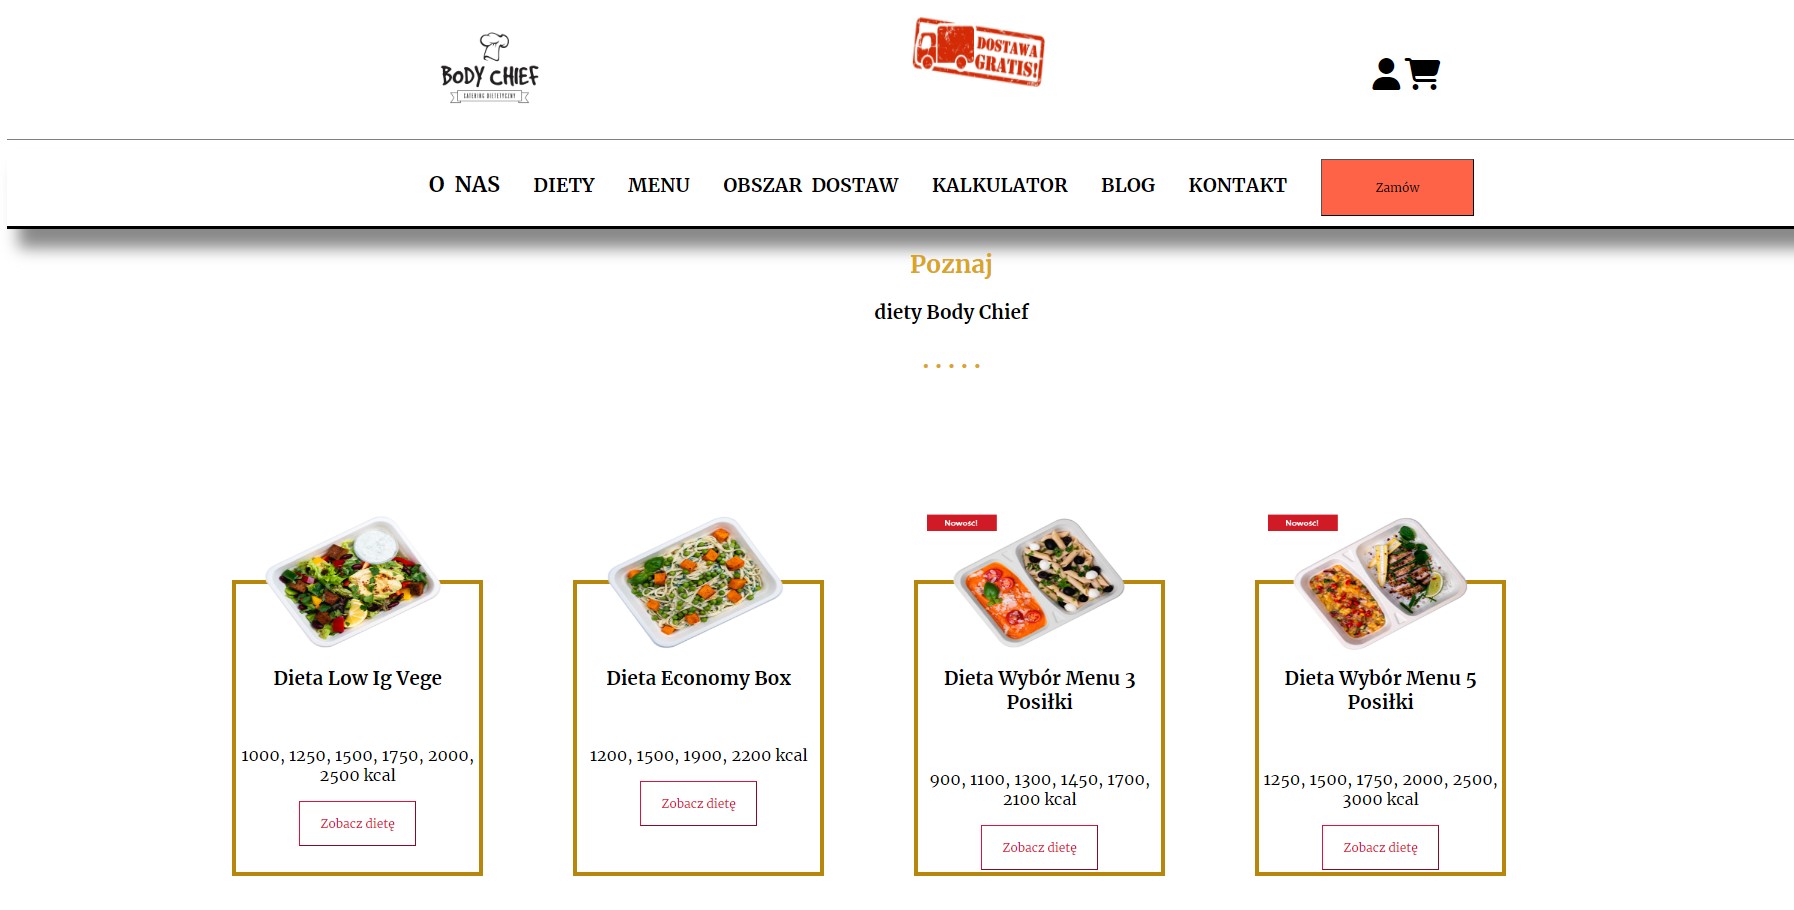 BODY CHIEF
CATERING DIETETYCZNY
DOSTAWA
GRATIS!
O NAS DIETY MENU OBSZAR DOSTAW KALKULATOR BLOG KONTAKT Zamów
Poznaj
diety Body Chief
.....
Nowość!
Nowość!
Dieta Low Ig Vege
1000, 1250, 1500, 1750, 2000,
2500 kcal
Zobacz dietę
Dieta Economy Box
1200, 1500, 1900, 2200 kcal
Zobacz dietę
Dieta Wybór Menu 3
Posiłki
900, 1100, 1300, 1450, 1700,
2100 kcal
Zobacz dietę
Dieta Wybór Menu 5
Posiłki
1250, 1500, 1750, 2000, 2500,
3000 kcal
Zobacz dietę